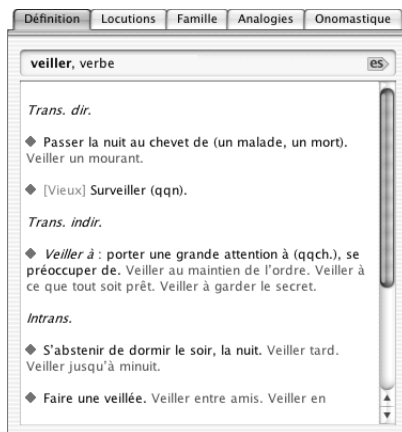 Définition Locutions Famille Analogies Onomastique
veiller, verbe es
Trans. dir.
◆ Passer la nuit au chevet de (un malade, un mort).
Veiller un mourant.
◆ [Vieux] Surveiller (qqn).
Trans. indir.
◆ Veiller à : porter une grande attention à (qqch.), se
préoccuper de. Veiller au maintien de l'ordre. Veiller à
ce que tout soit prêt. Veiller à garder le secret.
Intrans.
◆ S'abstenir de dormir le soir, la nuit. Veiller tard.
Veiller jusqu'à minuit.
◆ Faire une veillée. Veiller entre amis. Veiller en